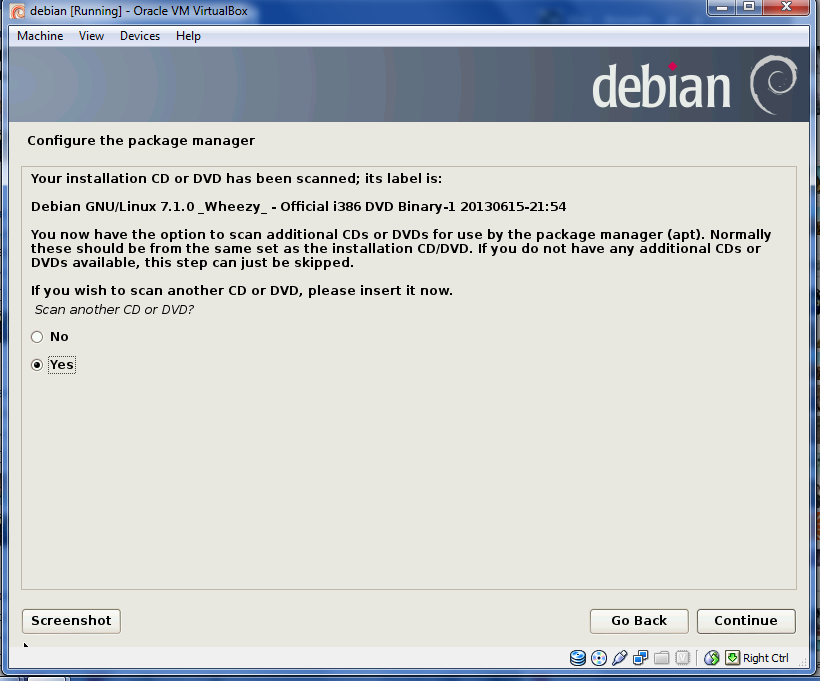 debian [Running] - Oracle VM VirtualBox
Machine View Devices Help
debian
Configure the package manager
Your installation CD or DVD has been scanned; its label is:
Debian GNU/Linux 7.1.0 _Wheezy_ - Official i386 DVD Binary-1 20130615-21:54
You now have the option to scan additional CDs or DVDs for use by the package manager (apt). Normally
these should be from the same set as the installation CD/DVD. If you do not have any additional CDs or
DVDs available, this step can just be skipped.
If you wish to scan another CD or DVD, please insert it now.
Scan another CD or DVD?
No
Yes
Screenshot Go Back Continue
Right Ctrl